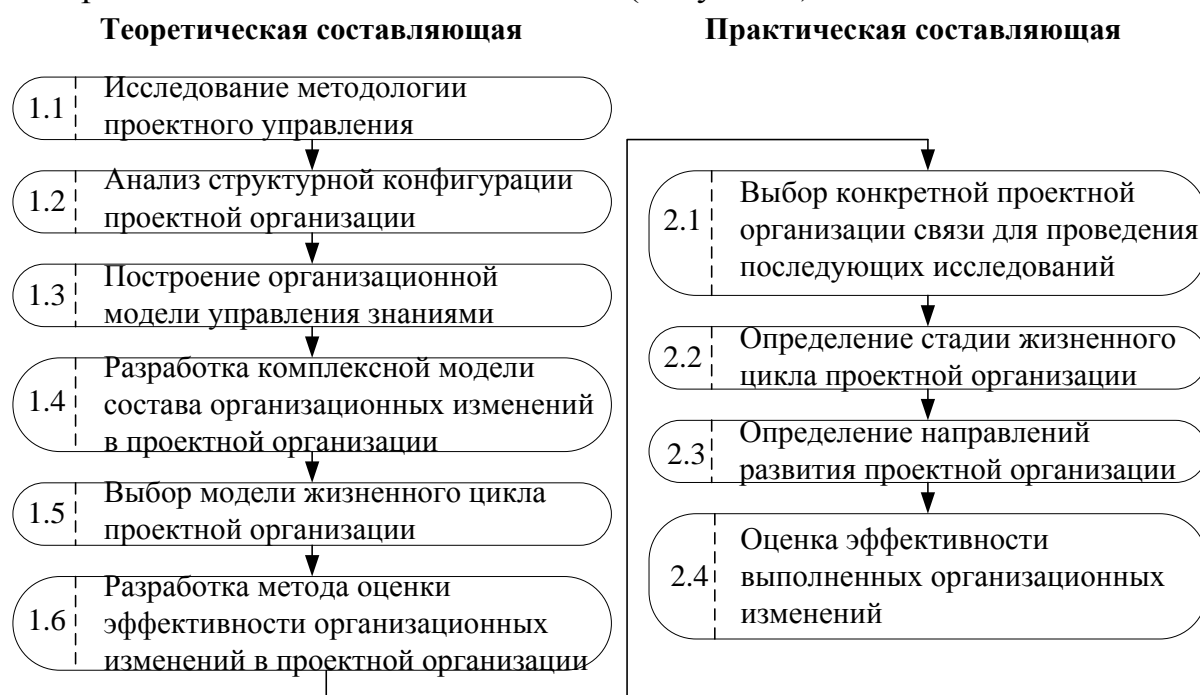 Теоретическая составляющая
Практическая составляющая
1.1
Исследование методологии
проектного управления
1.2
Анализ структурной конфигурации
проектной организации
1.3
Построение организационной
модели управления знаниями
1.4
Разработка комплексной модели
состава организационных изменений
в проектной организации
1.5
Выбор модели жизненного цикла
проектной организации
1.6
Разработка метода оценки
эффективности организационных
изменений в проектной организации
2.1
Выбор конкретной проектной
организации связи для проведения
последующих исследований
2.2
Определение стадии жизненного
цикла проектной организации
2.3
Определение направлений
развития проектной организации
2.4
Оценка эффективности
выполненных организационных
изменений